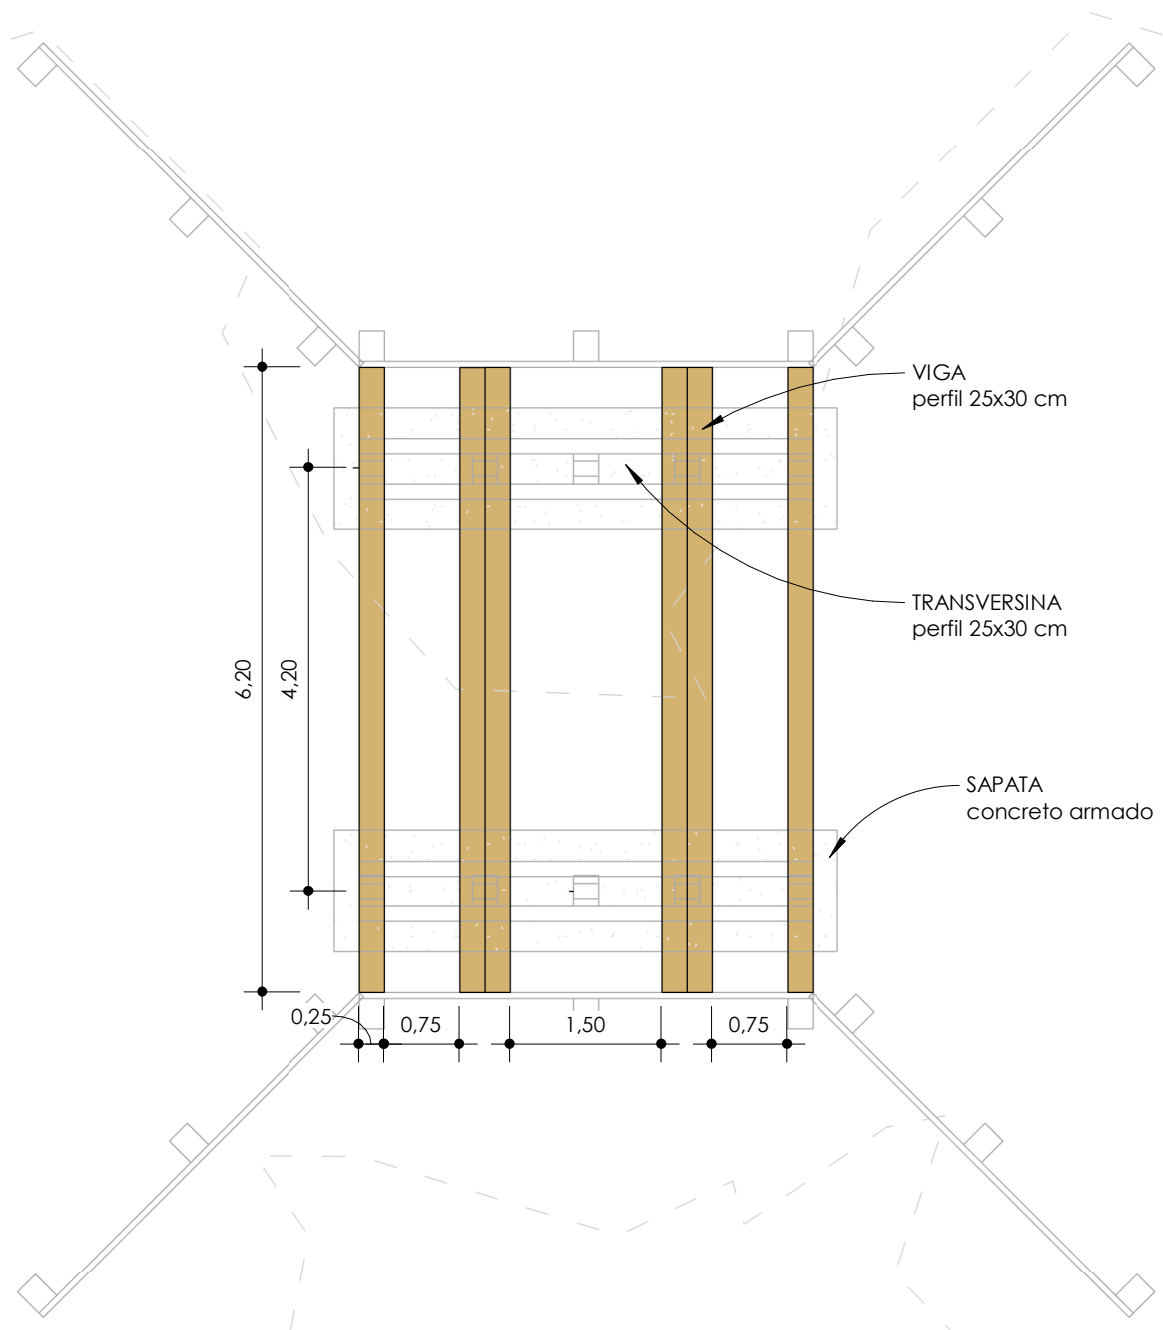 VIGA
perfil 25x30 cm
TRANSVERSINA
perfil 25x30 cm
6,20
4,20
SAPATA
concreto armado
0,25
0,75
1,50
0,75